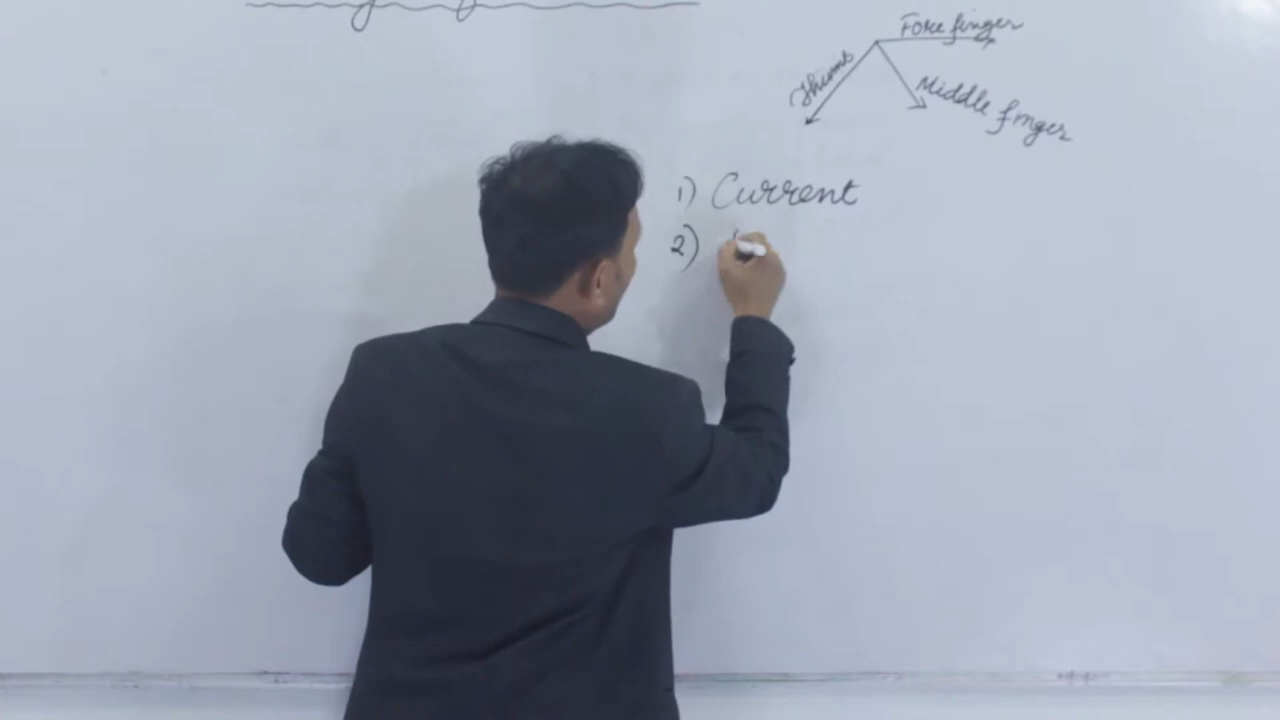 Fore finger
Thumb
Middle finger
1) Current
2)